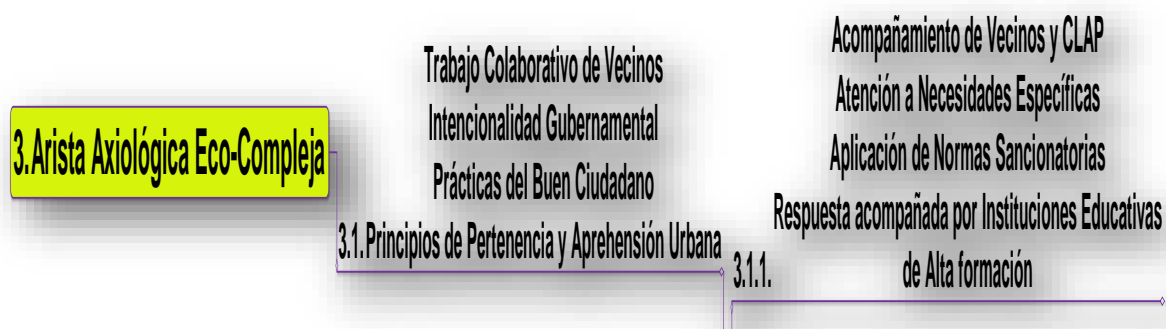 3.Arista Axiológica Eco-Compleja
Trabajo Colaborativo de Vecinos
Intencionalidad Gubernamental
Prácticas del Buen Ciudadano
3.1.Principios de Pertenencia y Aprehensión Urbana
Acompañamiento de Vecinos y CLAP
Atención a Necesidades Específicas
Aplicación de Normas Sancionatorias
Respuesta acompañada por Instituciones Educativas
3.1.1. de Alta formación